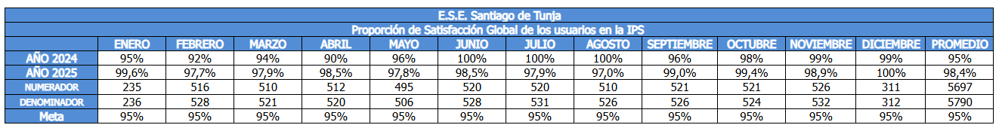 E.S.E. Santiago de Tunja
Proporción de Satisfacción Global de los usuarios en la IPS
ENERO FEBRERO MARZO ABRIL MAYO JUNIO JULIO AGOSTO SEPTIEMBRE OCTUBRE NOVIEMBRE DICIEMBRE PROMEDIO
AÑO 2024 95% 92% 94% 90% 96% 100% 100% 100% 96% 98% 99% 99% 95%
AÑO 2025 99,6% 97,7% 97,9% 98,5% 97,8% 98,5% 97,9% 97,0% 99,0% 99,4% 98,9% 100% 98,4%
NUMERADOR 235 516 510 512 495 520 520 510 521 521 526 311 5697
DENOMINADOR 236 528 521 520 506 528 531 526 526 524 532 312 5790
Meta 95% 95% 95% 95% 95% 95% 95% 95% 95% 95% 95% 95% 95%